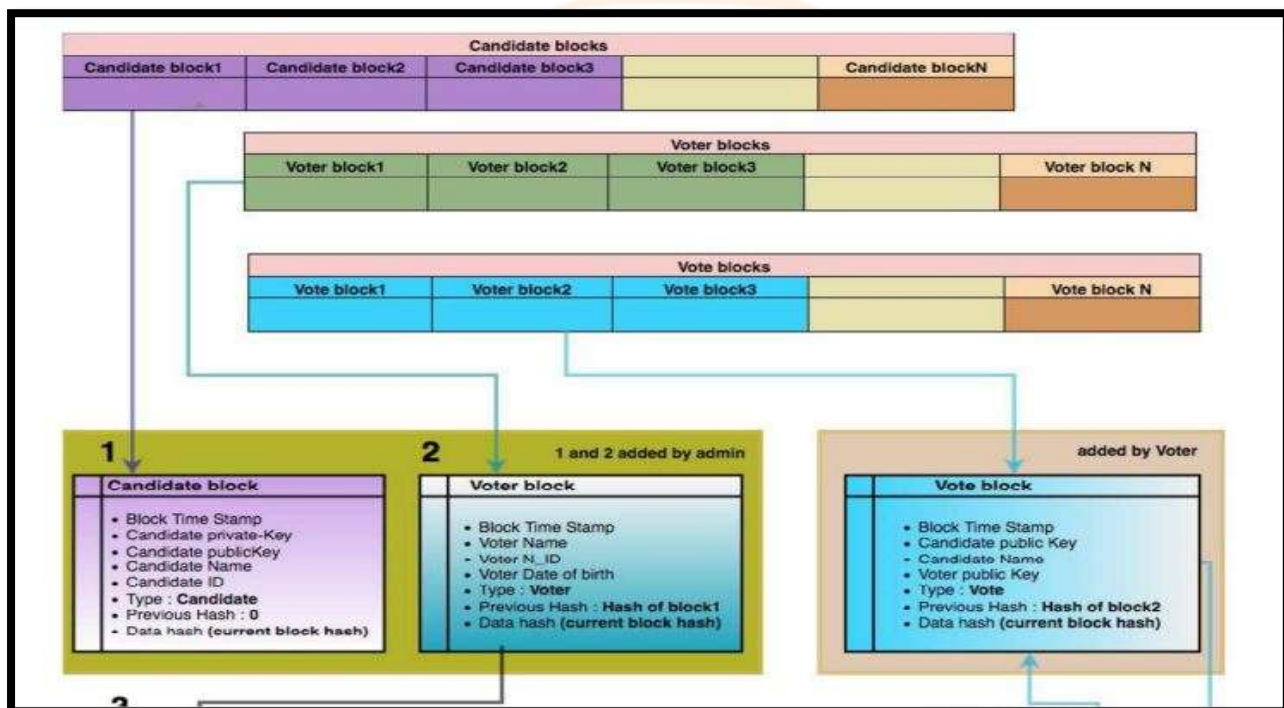 Candidate blocks
Candidate block1 Candidate block2 Candidate block3 Candidate blockN
Voter blocks
Voter block1 Voter block2 Voter block3 Voter block N
Vote blocks
Vote block1 Voter block2 Vote block3 Vote block N
1
2
1 and 2 added by admin
Candidate block
• Block Time Stamp
• Candidate private-Key
• Candidate publicKey
• Candidate Name
• Candidate ID
• Type : Candidate
• Previous Hash : 0
- Data hash (current block hash)
Voter block
• Block Time Stamp
• Voter Name
- Voter N_ID
• Voter Date of birth
• Type : Voter
• Previous Hash : Hash of block1
• Data hash (current block hash)
added by Voter
Vote block
• Block Time Stamp
• Candidate public Key
- Candidate Name
• Voter public Key
• Type : Vote
• Previous Hash : Hash of block2
• Data hash (current block hash)
3